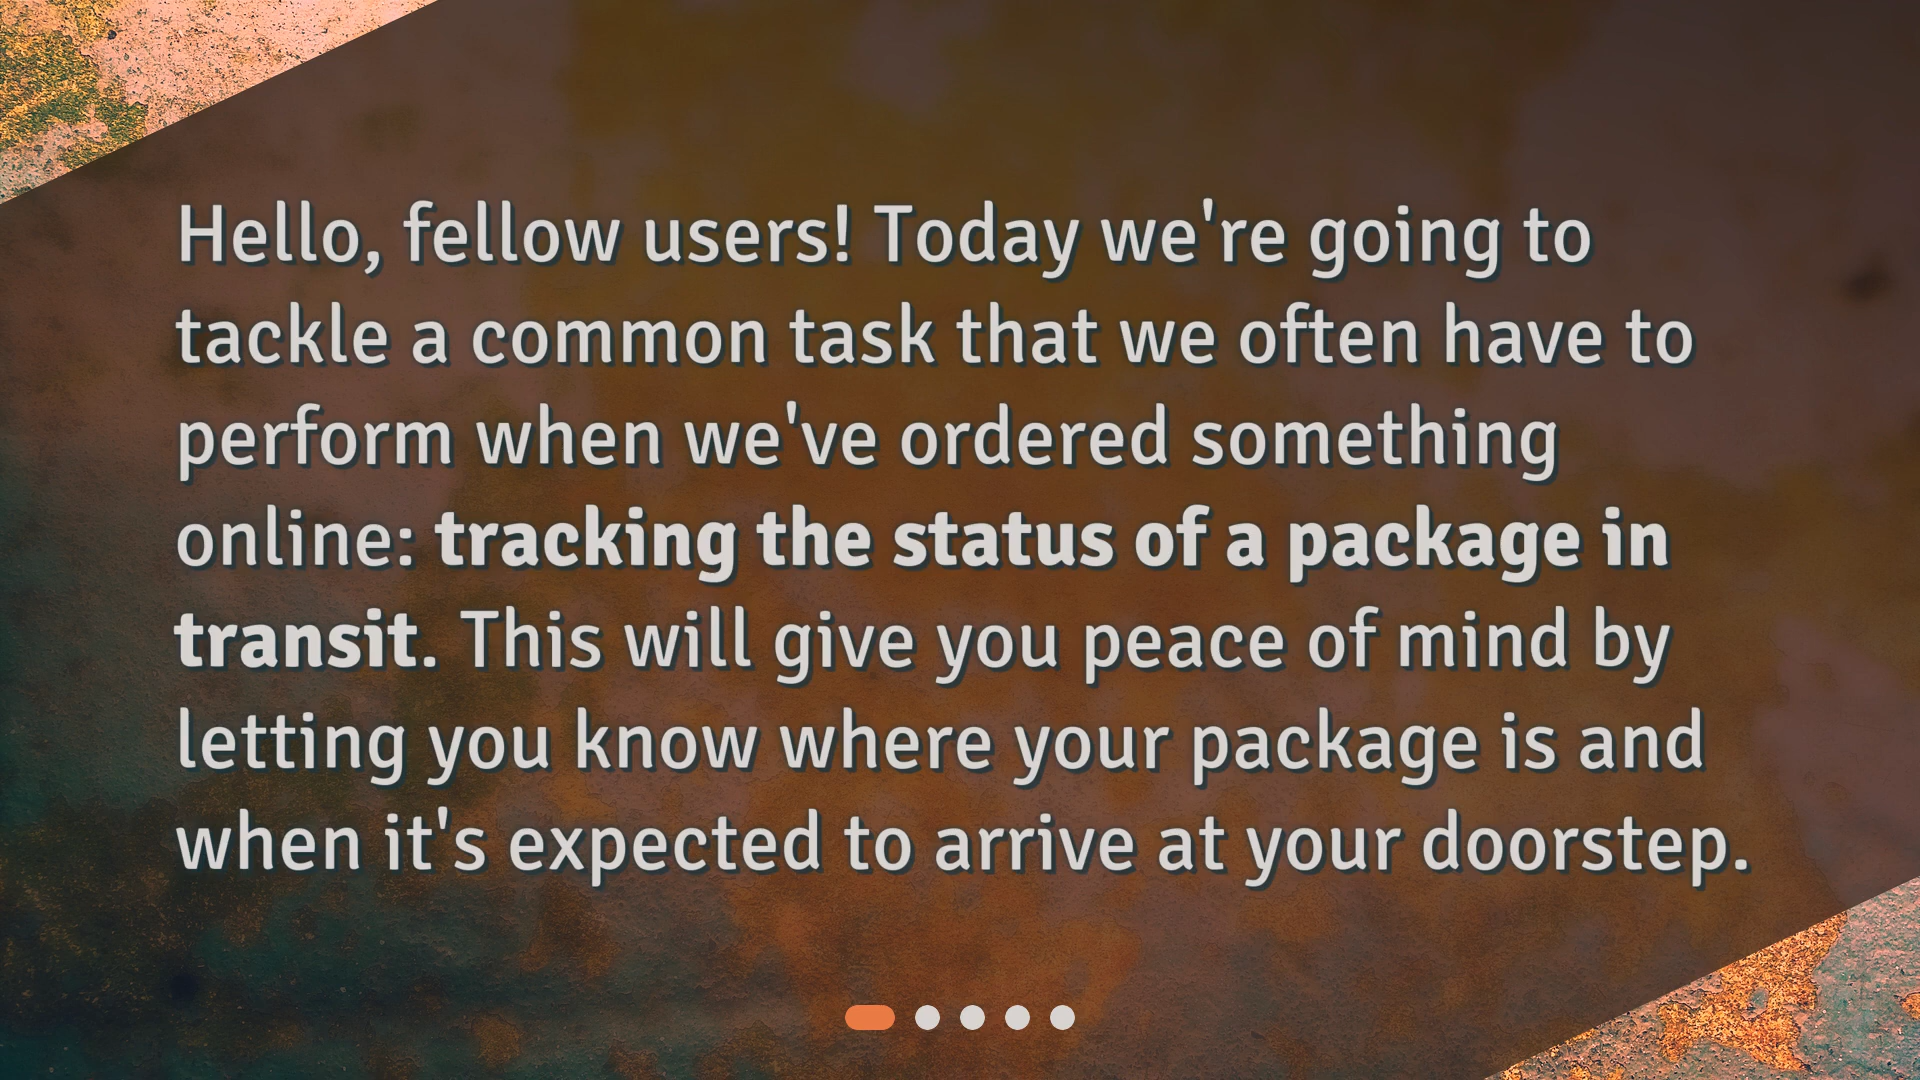 Hello, fellow users! Today we're going to
tackle a common task that we often have to
perform when we've ordered something
online: tracking the status of a package in
transit. This will give you peace of mind by
letting you know where your package is and
when it's expected to arrive at your doorstep.